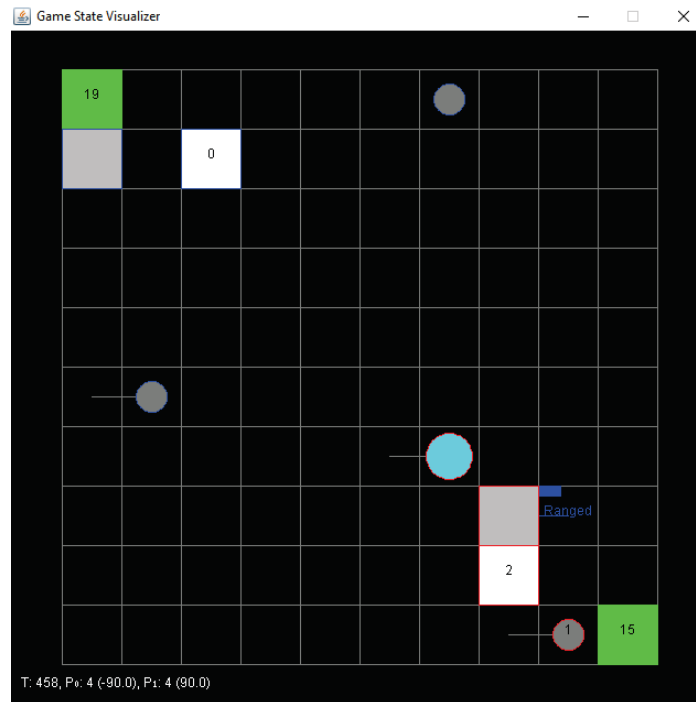 Game State Visualizer
19
0
Ranged
2
1
15
T: 458, P₀: 4 (-90.0), P₁: 4 (90.0)